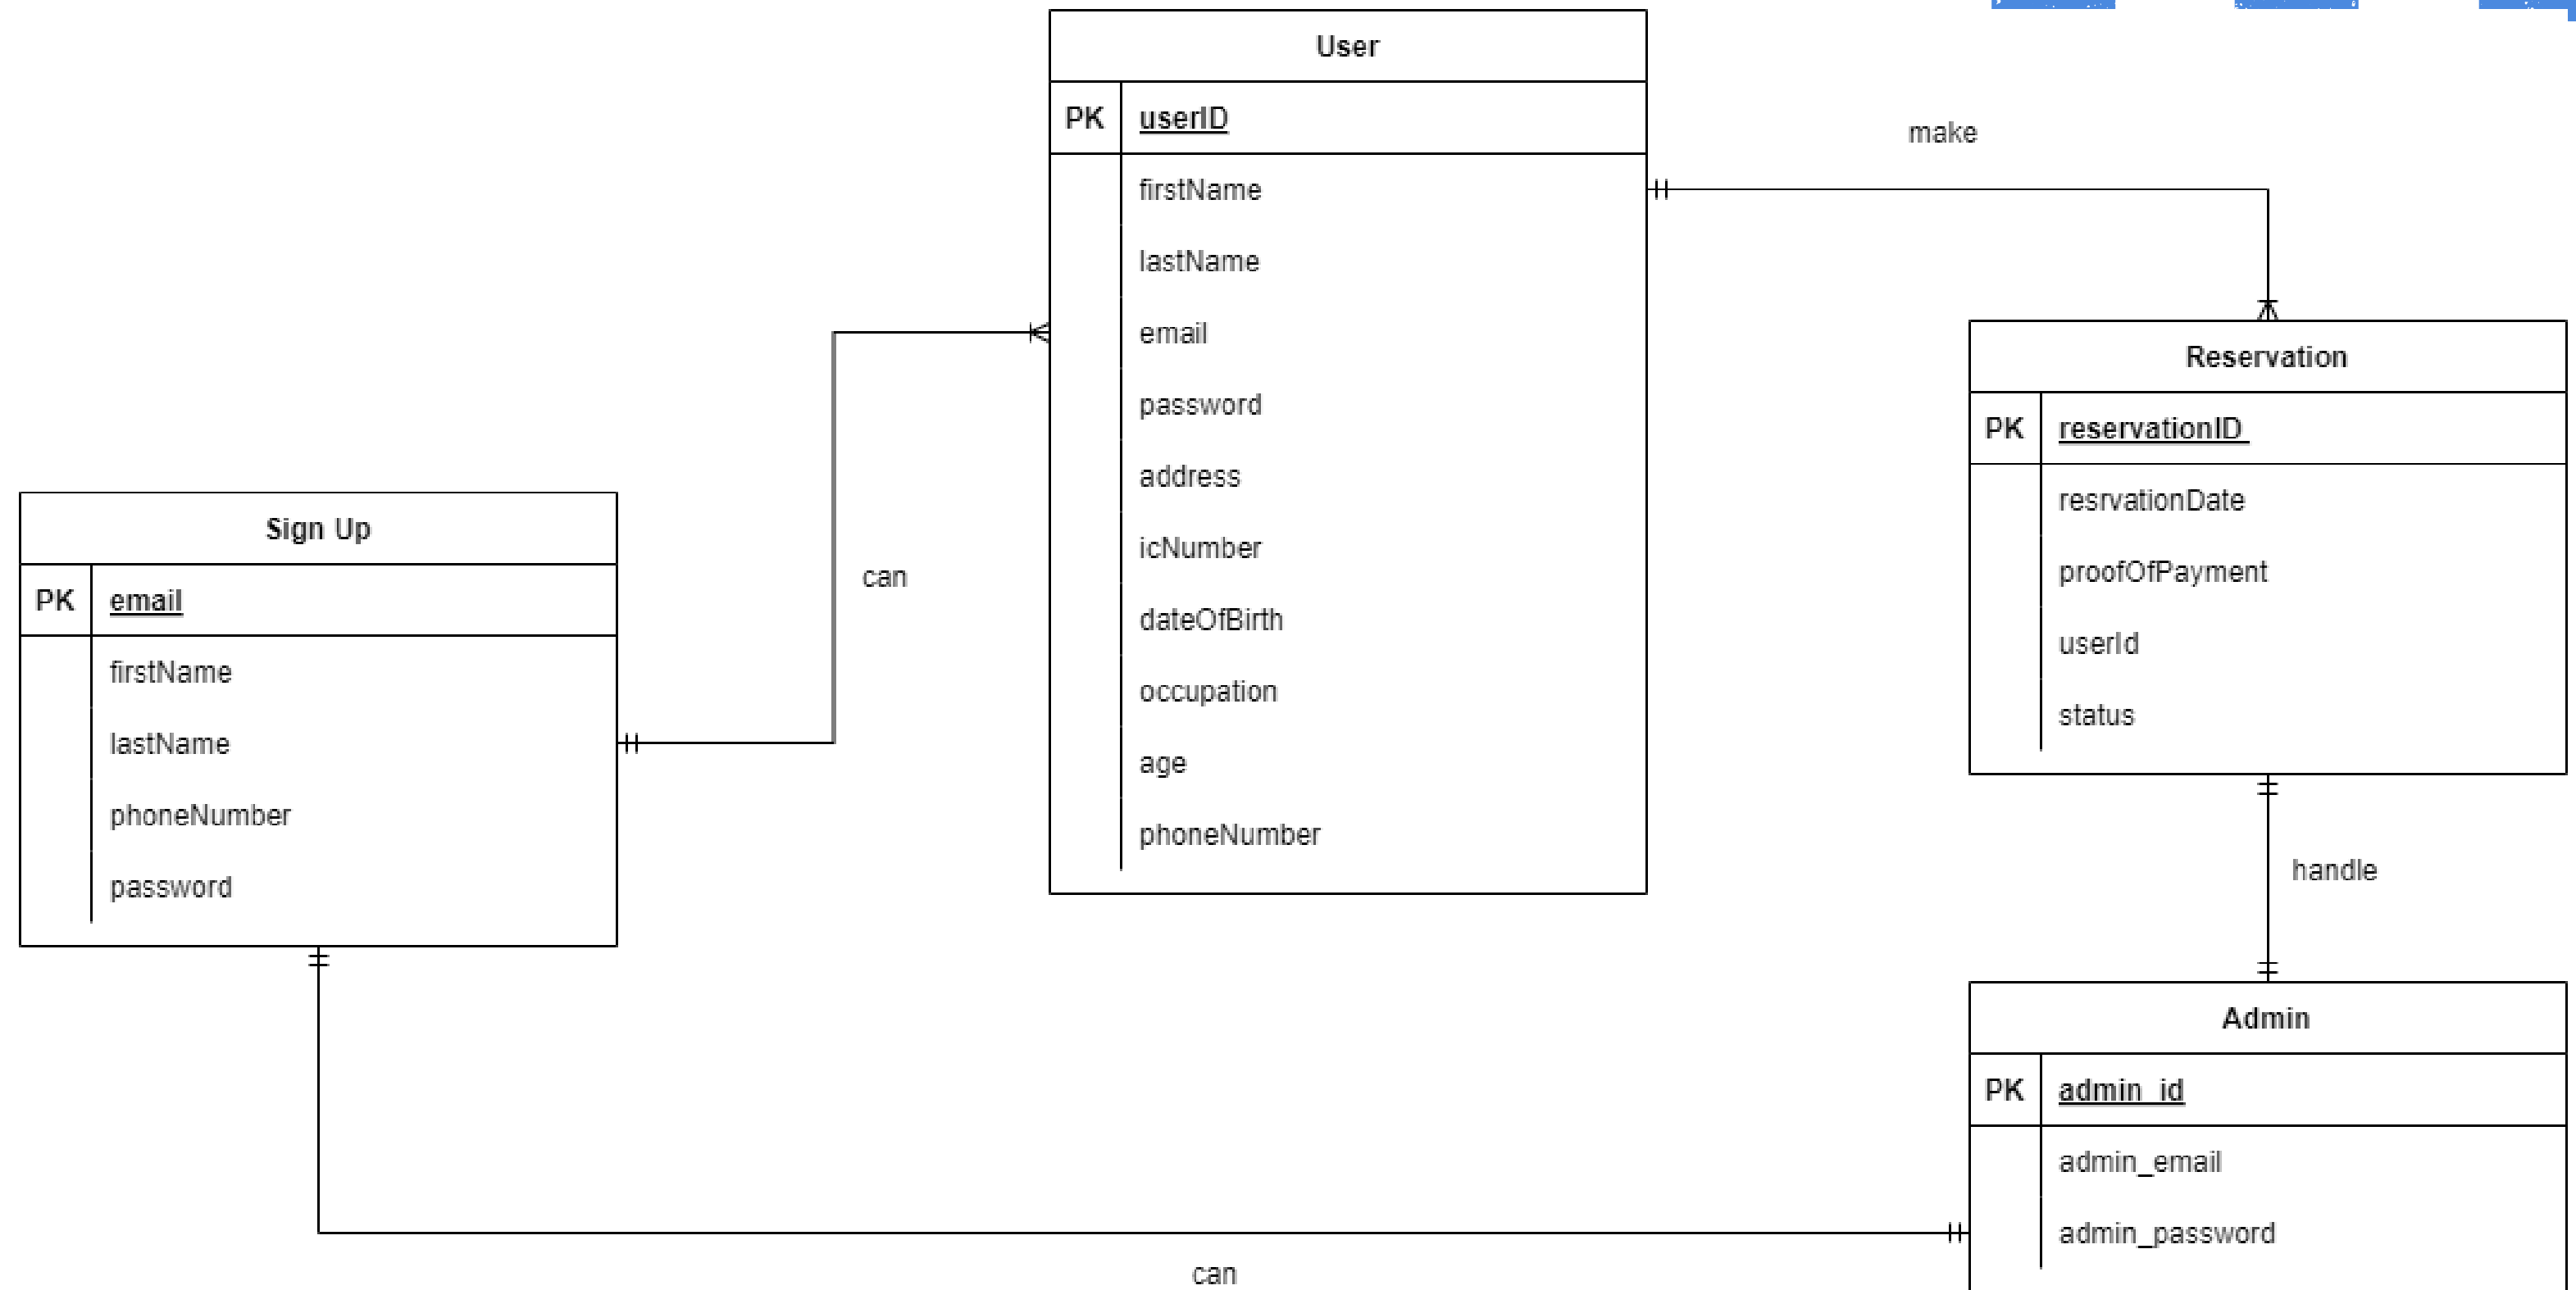 User
PK userID
firstName
lastName
email
password
address
icNumber
dateOfBirth
occupation
age
phoneNumber
make
Reservation
PK reservationID
resrvationDate
proofOfPayment
userId
status
Sign Up
PK email
firstName
lastName
phoneNumber
password
can
handle
Admin
PK admin_id
admin_email
admin_password
can